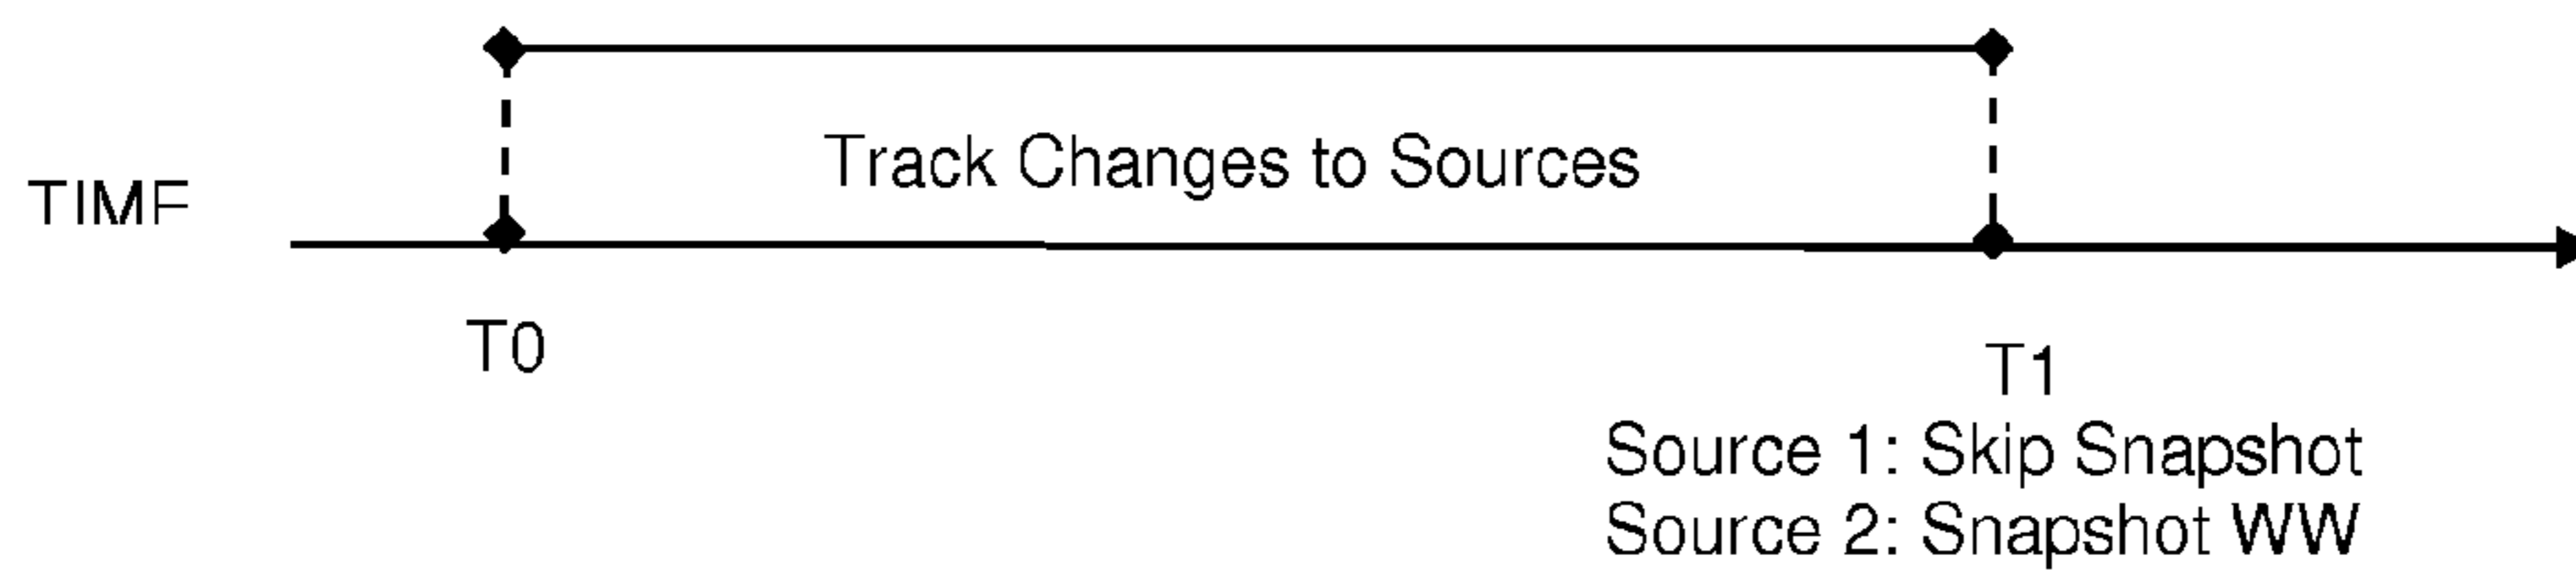 Track Changes to Sources
TIME
T0
T1
Source 1: Skip Snapshot
Source 2: Snapshot WW